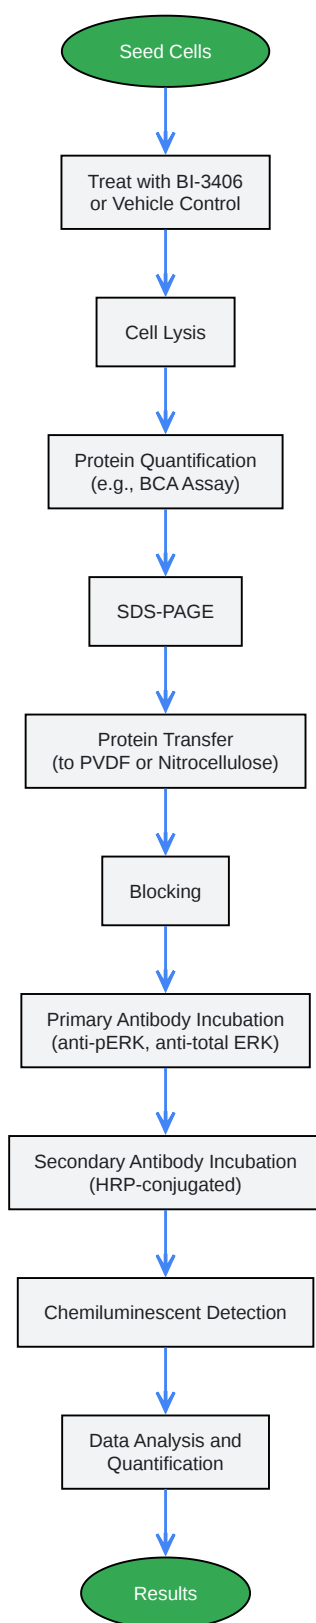 Seed Cells
Treat with BI-3406
or Vehicle Control
Cell Lysis
Protein Quantification
(e.g., BCA Assay)
SDS-PAGE
Protein Transfer
(to PVDF or Nitrocellulose)
Blocking
Primary Antibody Incubation
(anti-pERK, anti-total ERK)
Secondary Antibody Incubation
(HRP-conjugated)
Chemiluminescent Detection
Data Analysis and
Quantification
Results